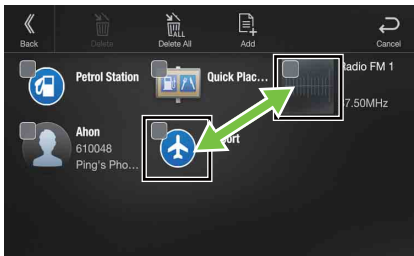 Back
Delete
Delete All
Add
Cancel
Petrol Station
Quick Plac...
Radio FM 1
7.50MHz
Ahon
610048
Ping's Pho...